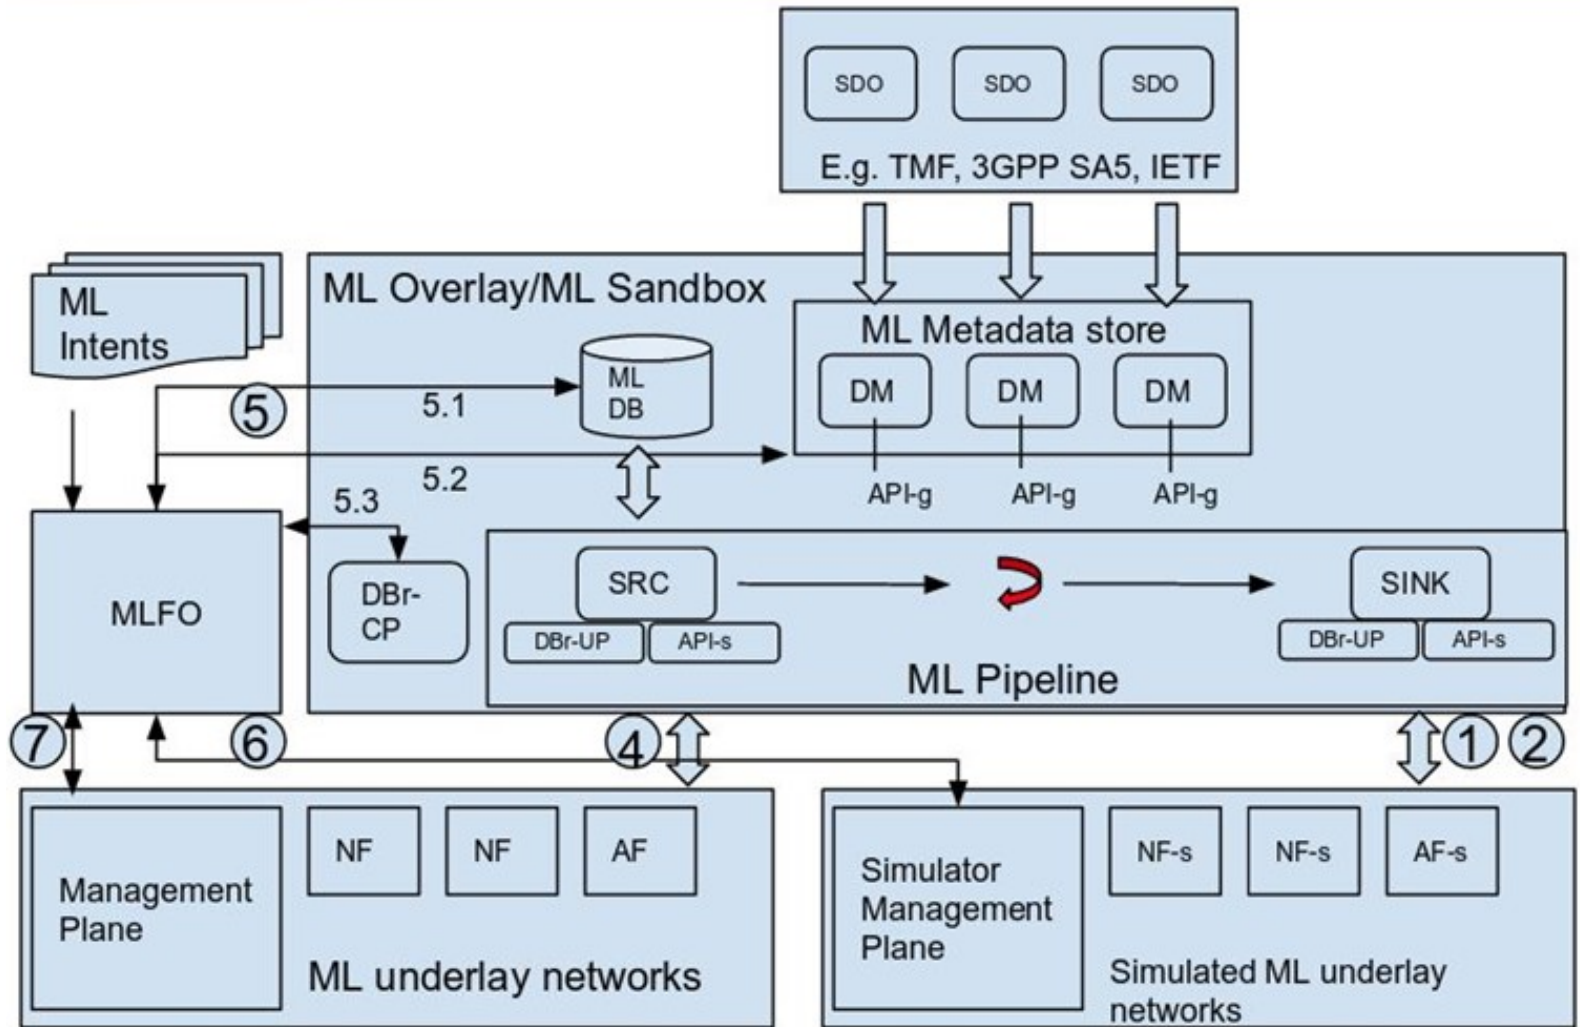 SDO
SDO
SDO
E.g. TMF, 3GPP SA5, IETF
ML
Intents
ML Overlay/ML Sandbox
ML Metadata store
ML
DB
DM
DM
DM
5
5.1
5.2
API-g
API-g
API-g
5.3
MLFO
DBr-
CP
SRC
SINK
DBr-UP
API-s
DBr-UP
API-s
ML Pipeline
7
6
4
1
2
Management
Plane
NF
NF
AF
ML underlay networks
Simulator
Management
Plane
NF-s
NF-s
AF-s
Simulated ML underlay
networks